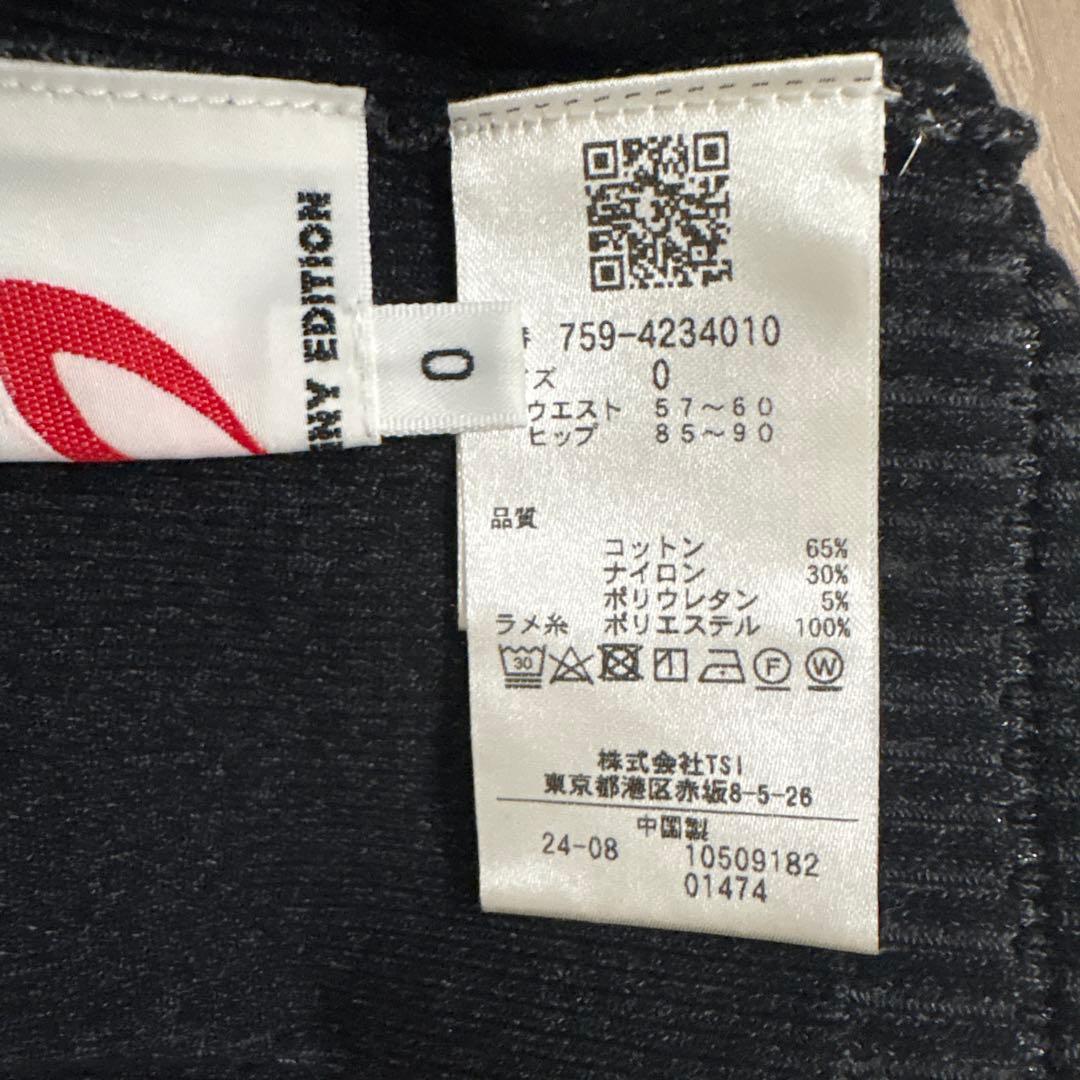 EDITION
0
759-4234010
ズ 0
ウエスト 57～60
ヒップ 85～90
品質
コットン 65%
ナイロン 30%
ポリウレタン 5%
ラメ糸 ポリエステル 100%
30 F W
株式会社TSI
東京都港区赤坂8-5-26
中国製
24-08 10509182
01474